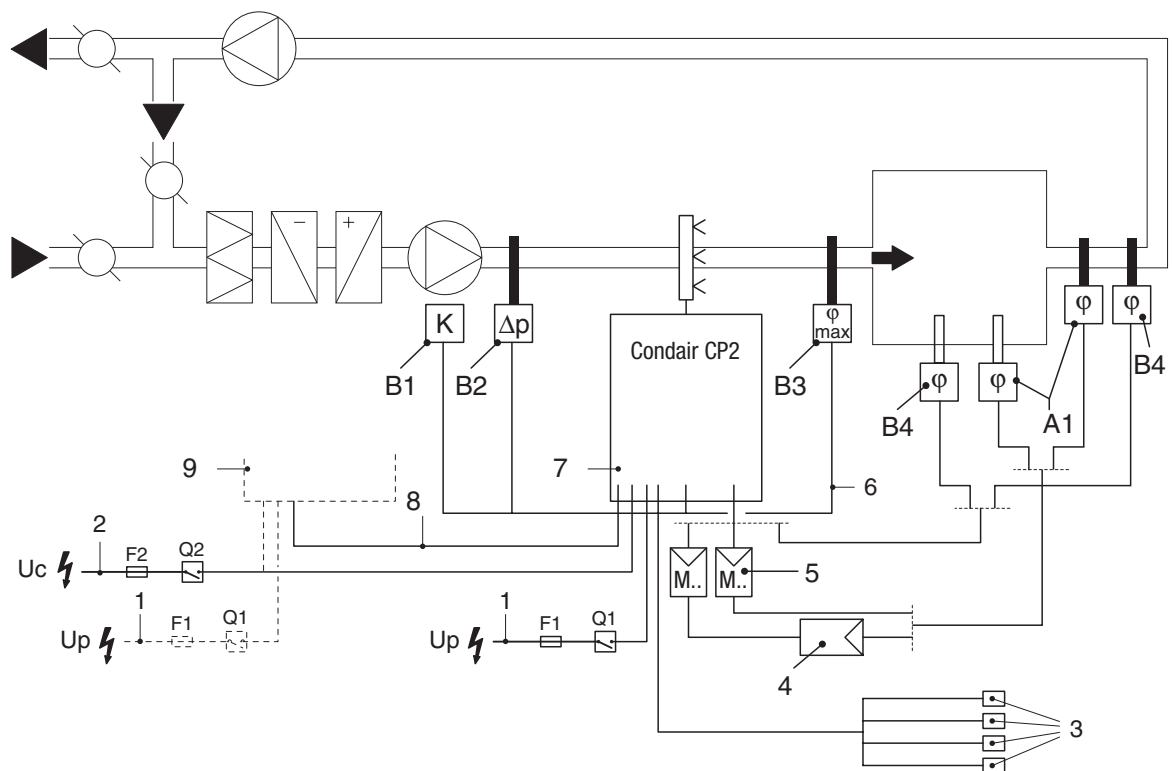 −
+
K
Δp
Condair CP2
φ
max
φ
φ
B1
B2
B3
φ
φ
B4
B4
A1
9
7
6
8
2
F2
Q2
Uc
M..
M..
5
1
F1
Q1
Up
1
F1
Q1
Up
4
3